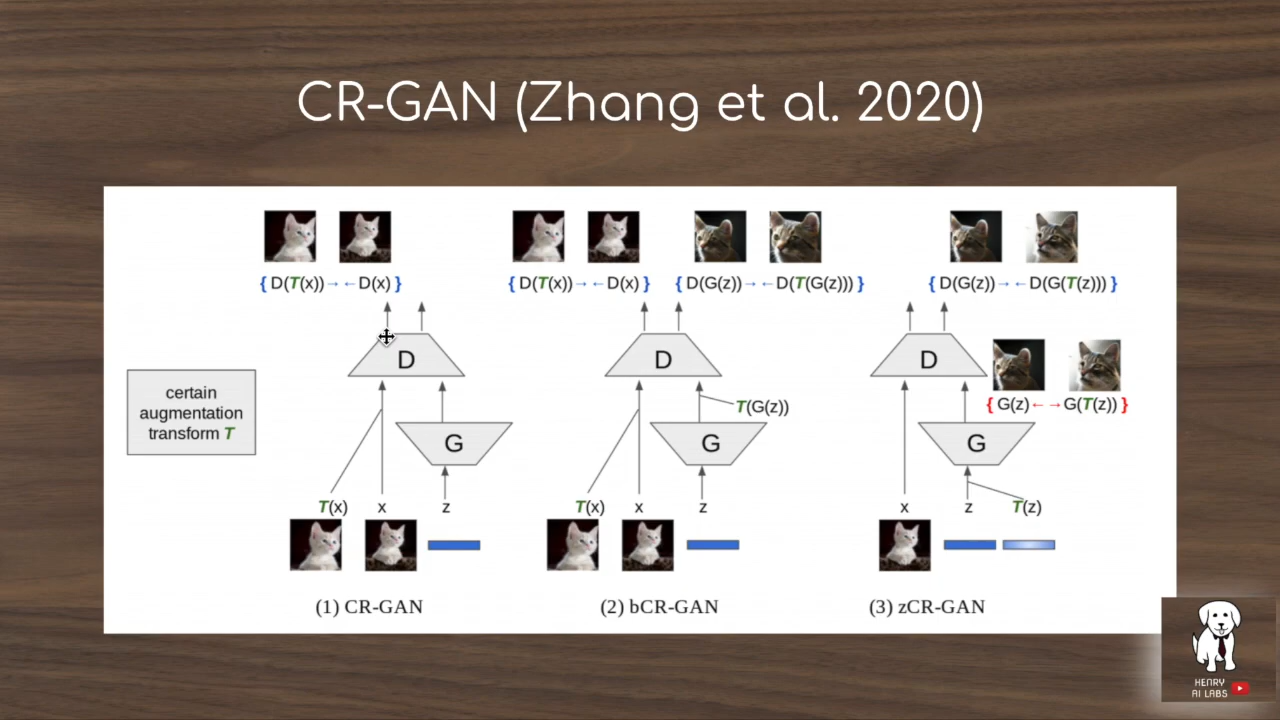 CR-GAN (Zhang et al. 2020)
{ D(T(x))→ ←D(x) }
{ D(T(x))→ ←D(x) } { D(G(z))→ ←D(T(G(z))) }
{ D(G(z))→ ←D(G(T(z))) }
D
D
D
certain
augmentation
transform T
{ G(z)← →G(T(z)) }
T(G(z))
G
G
G
T(x) x z
T(x) x z
x z T(z)
(1) CR-GAN
(2) bCR-GAN
(3) zCR-GAN
HENRY
AI LABS